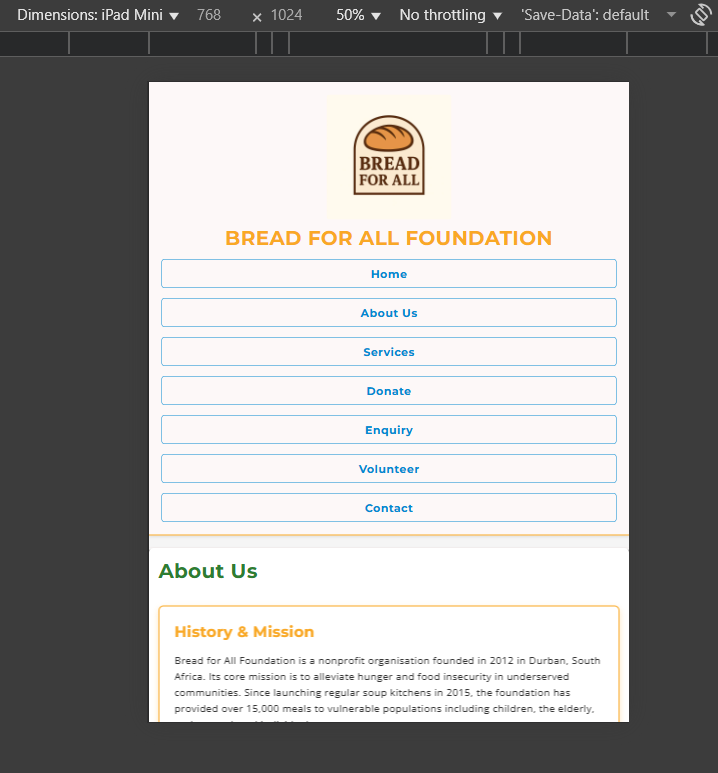 Dimensions: iPad Mini ▼ 768 × 1024 50% ▼ No throttling ▼ 'Save-Data': default ▼
BREAD
FOR ALL
BREAD FOR ALL FOUNDATION
Home
About Us
Services
Donate
Enquiry
Volunteer
Contact
About Us
History & Mission
Bread for All Foundation is a nonprofit organisation founded in 2012 in Durban, South
Africa. Its core mission is to alleviate hunger and food insecurity in underserved
communities. Since launching regular soup kitchens in 2015, the foundation has
provided over 15,000 meals to vulnerable populations including children, the elderly,